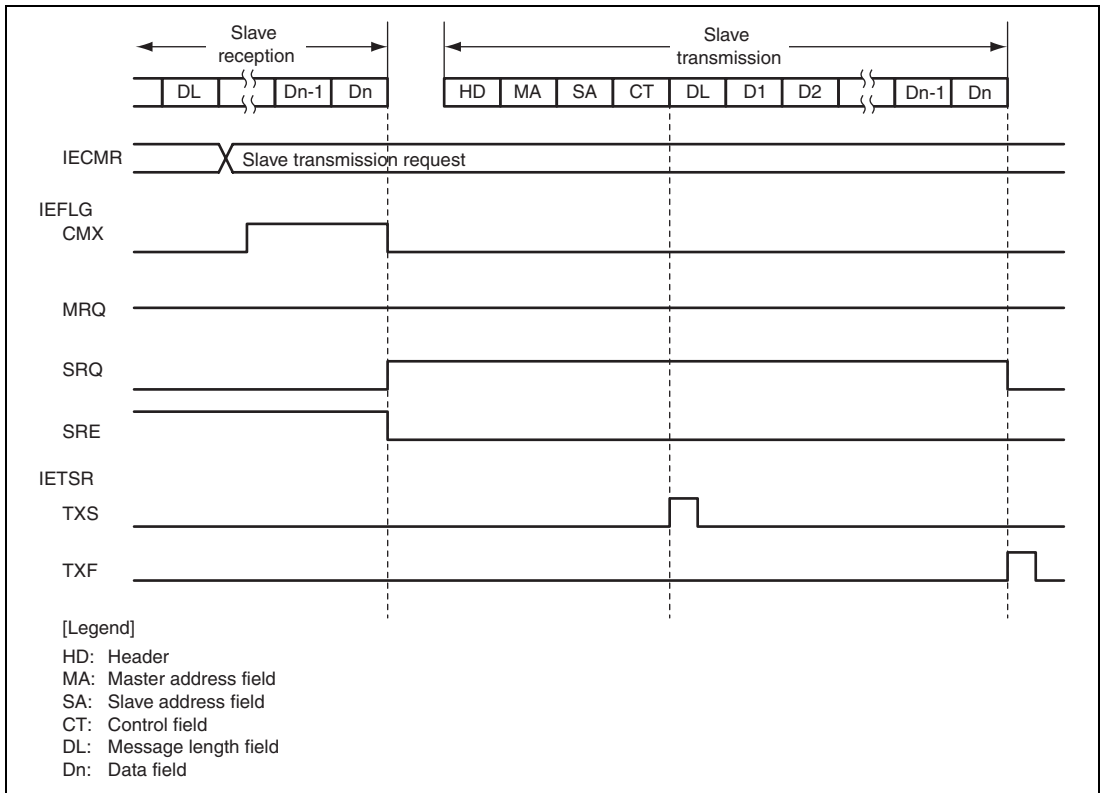 Slave
reception
Slave
transmission
DL Dn-1 Dn HD MA SA CT DL D1 D2 Dn-1 Dn
IECMR Slave transmission request
IEFLG
CMX
MRQ
SRQ
SRE
IETSR
TXS
TXF
[Legend]
HD: Header
MA: Master address field
SA: Slave address field
CT: Control field
DL: Message length field
Dn: Data field